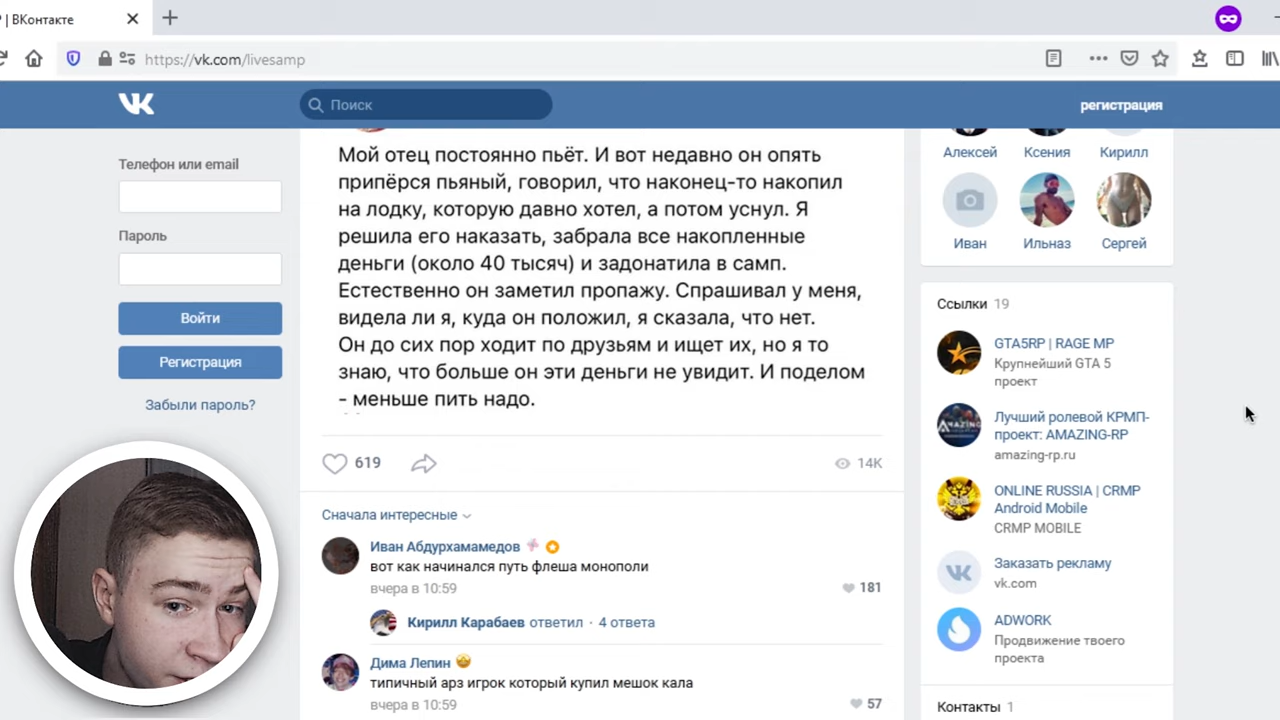 | ВКонтакте
https://vk.com/livesamp
Поиск
регистрация
Телефон или email
Пароль
Войти
Регистрация
Забыли пароль?
Мой отец постоянно пьёт. И вот недавно он опять
припёрся пьяный, говорил, что наконец-то накопил
на лодку, которую давно хотел, а потом уснул. Я
решила его наказать, забрала все накопленные
деньги (около 40 тысяч) и задонатила в самп.
Естественно он заметил пропажу. Спрашивал у меня,
видела ли я, куда он положил, я сказала, что нет.
Он до сих пор ходит по друзьям и ищет их, но я то
знаю, что больше он эти деньги не увидит. И поделом
- меньше пить надо.
619
14K
Сначала интересные
Иван Абдурхамамедов
вот как начинался путь флеша монополи
вчера в 10:59
181
Кирилл Карабаев ответил · 4 ответа
Дима Лепин
типичный арз игрок который купил мешок кала
вчера в 10:59
57
Алексей
Ксения
Кирилл
Иван
Ильназ
Сергей
Ссылки 19
GTA5RP | RAGE MP
Крупнейший GTA 5
проект
AMAZING
Лучший ролевой КРМП-
проект: AMAZING-RP
amazing-rp.ru
ONLINE RUSSIA | CRMP
Android Mobile
CRMP MOBILE
Заказать рекламу
vk.com
ADWORK
Продвижение твоего
проекта
Контакты 1